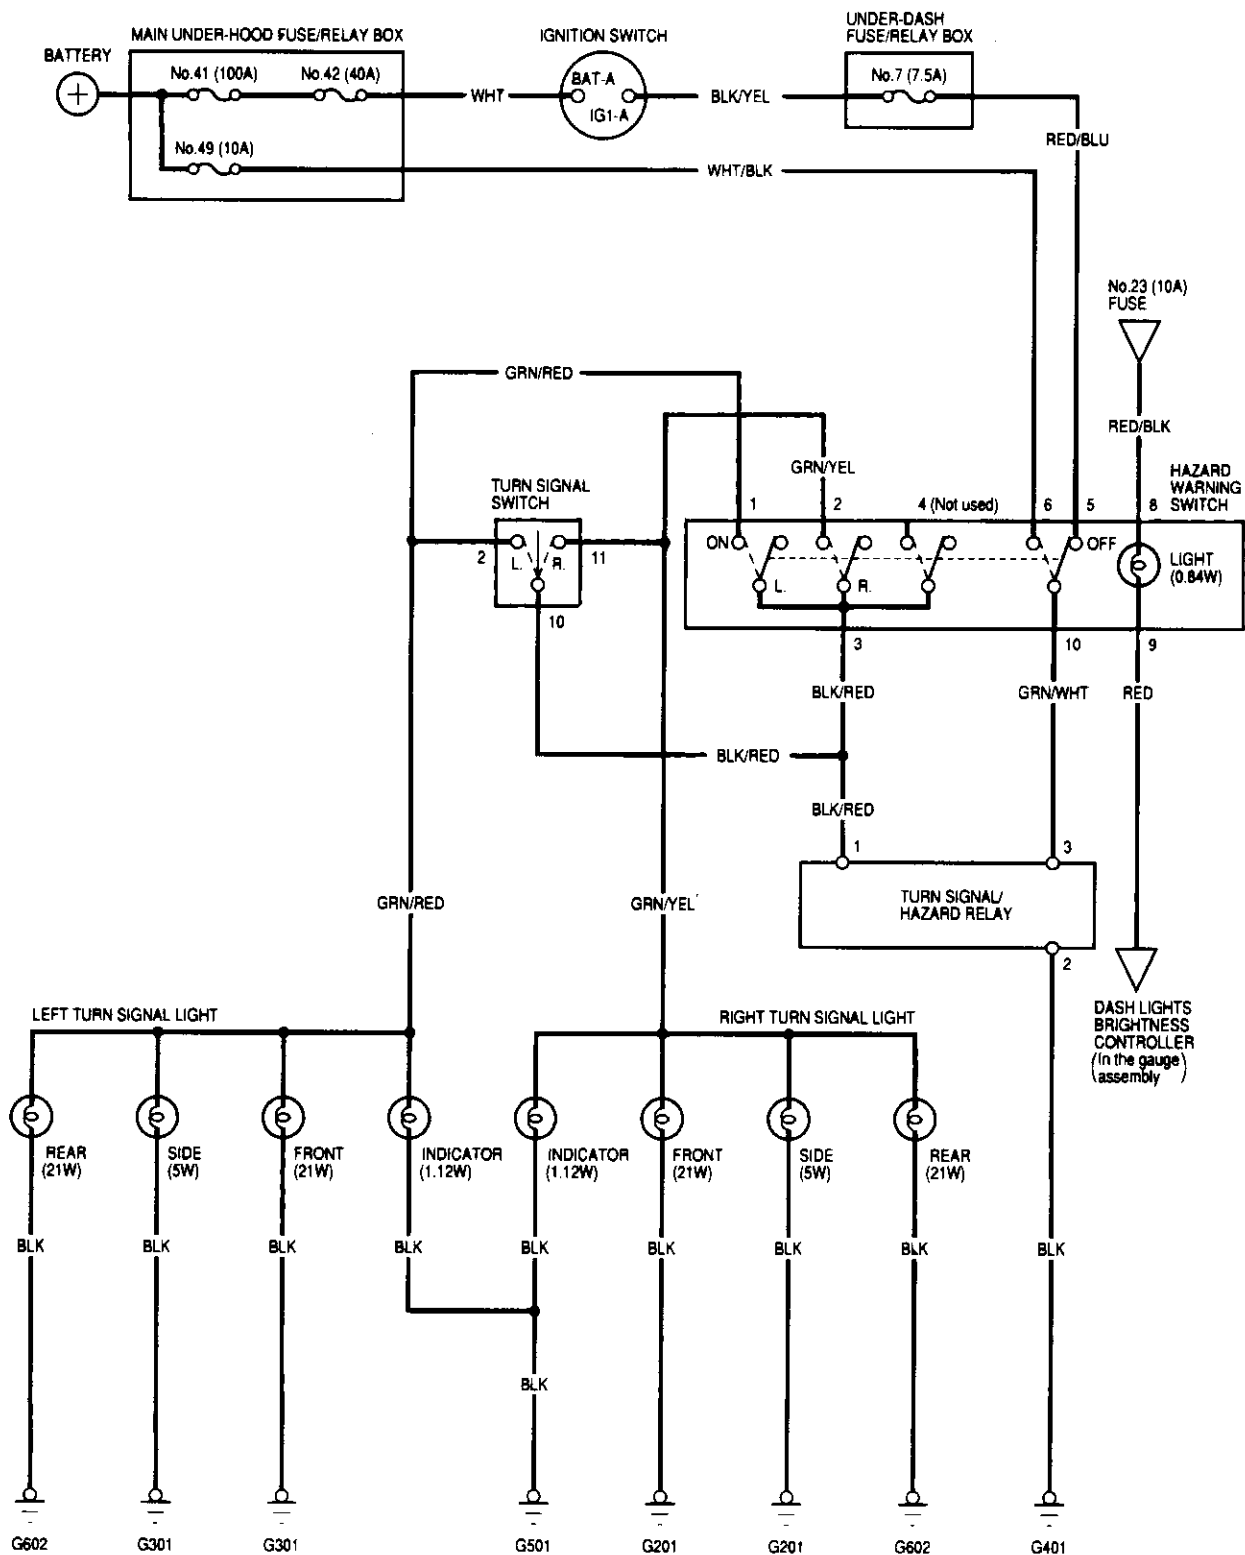 UNDER-DASH
FUSE/RELAY BOX
MAIN UNDER-HOOD FUSE/RELAY BOX
IGNITION SWITCH
BATTERY
No.41 (100A)
No.42 (40A)
BAT-A
No.7 (7.5A)
WHT
BLK/YEL
IG1-A
RED/BLU
No.49 (10A)
WHT/BLK
No.23 (10A)
FUSE
GRN/RED
RED/BLK
GRN/YEL
HAZARD
WARNING
SWITCH
TURN SIGNAL
SWITCH
1
2
4 (Not used)
6
5
8
ON
OFF
2
L.
R.
11
LIGHT
(0.84W)
L.
R.
10
3
10
9
BLK/RED
GRN/WHT
RED
BLK/RED
BLK/RED
1
3
TURN SIGNAL/
HAZARD RELAY
GRN/RED
GRN/YEL
2
LEFT TURN SIGNAL LIGHT
RIGHT TURN SIGNAL LIGHT
DASH LIGHTS
BRIGHTNESS
CONTROLLER
(In the gauge
assembly)
REAR
(21W)
SIDE
(5W)
FRONT
(21W)
INDICATOR
(1.12W)
INDICATOR
(1.12W)
FRONT
(21W)
SIDE
(5W)
REAR
(21W)
BLK
BLK
BLK
BLK
BLK
BLK
BLK
BLK
BLK
BLK
G602
G301
G301
G501
G201
G201
G602
G401